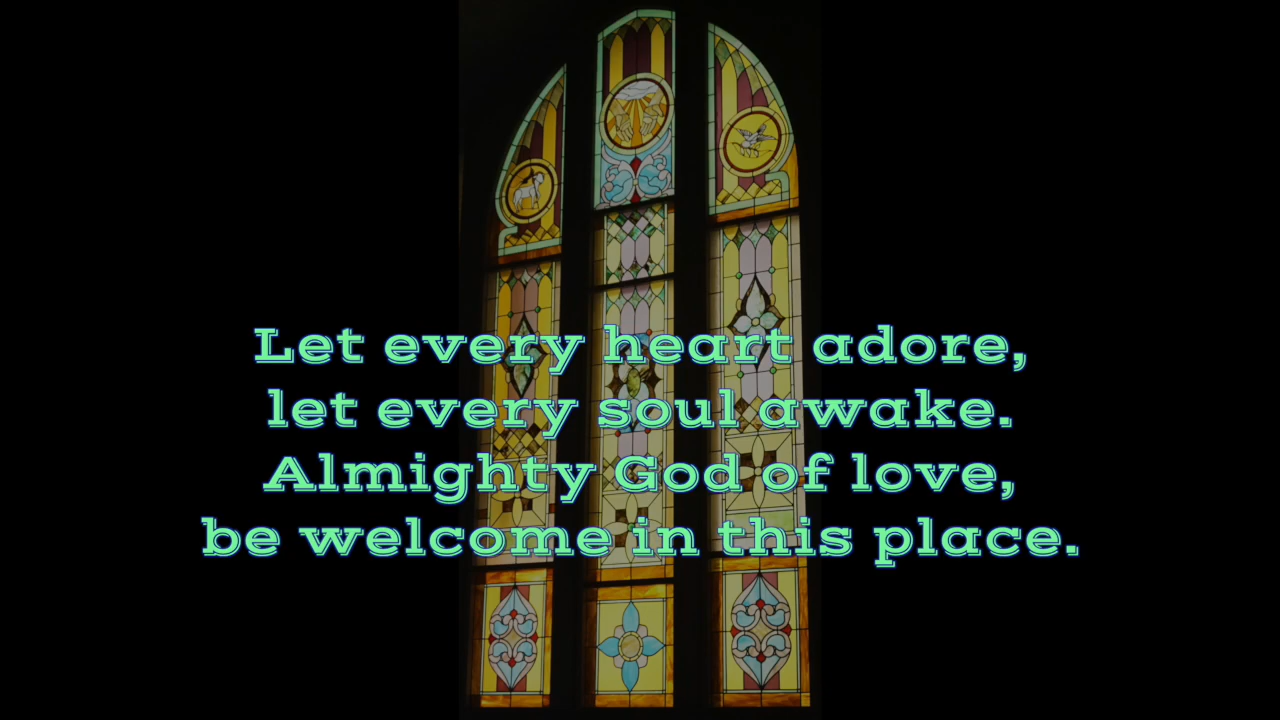 Let every heart adore,
let every soul awake.
Almighty God of love,
be welcome in this place.